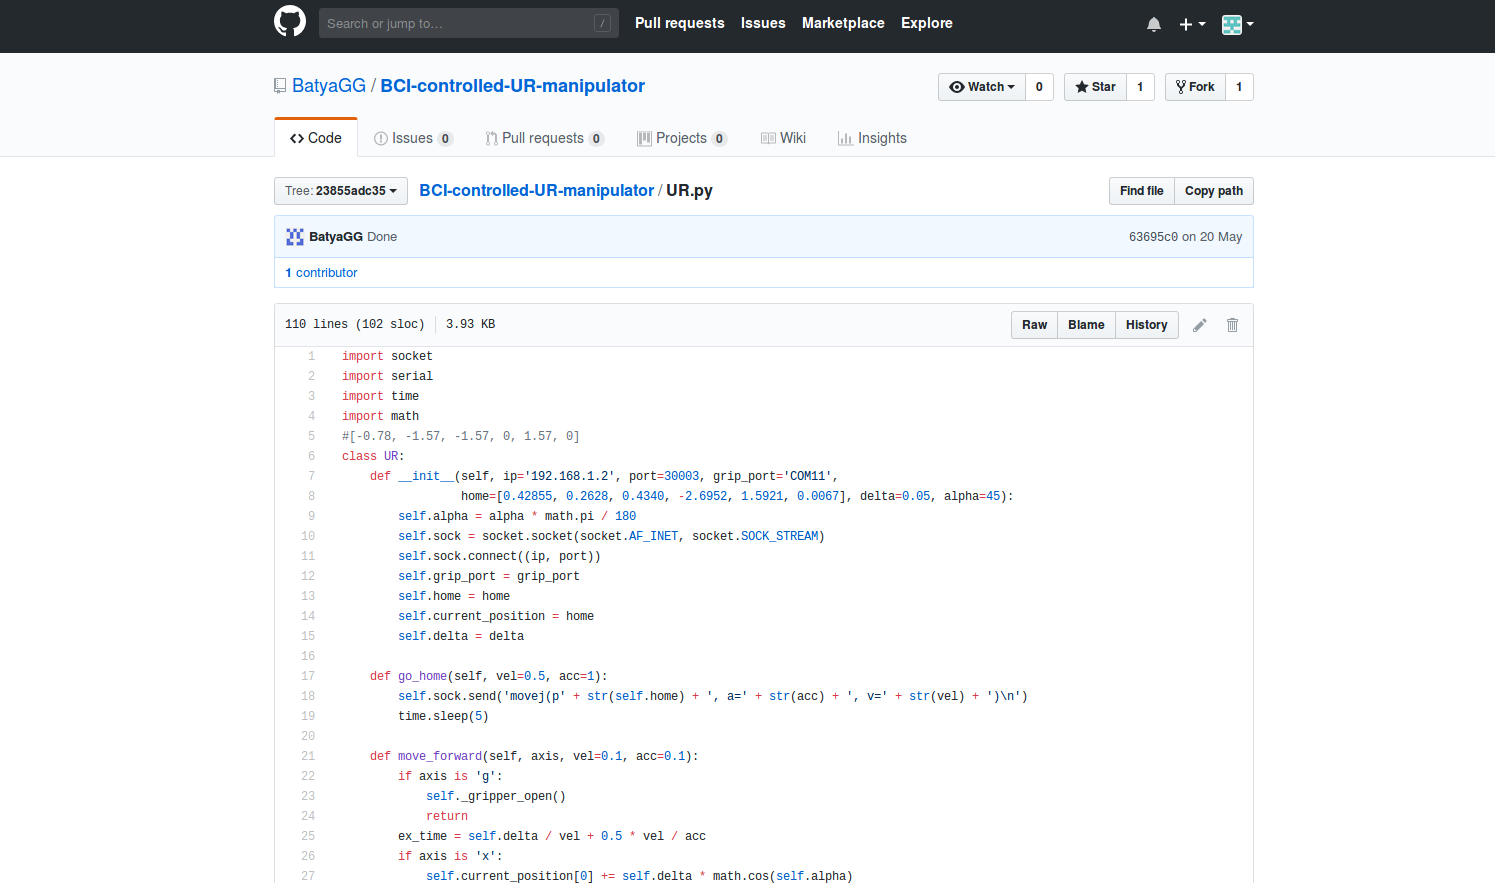 Search or jump to… / Pull requests Issues Marketplace Explore
BatyaGG / BCI-controlled-UR-manipulator Watch 0 Star 1 Fork 1
Code Issues 0 Pull requests 0 Projects 0 Wiki Insights
Tree: 23855adc35 BCI-controlled-UR-manipulator / UR.py Find file Copy path
BatyaGG Done 63695c0 on 20 May
1 contributor
110 lines (102 sloc) 3.93 KB Raw Blame History
1 import socket
2 import serial
3 import time
4 import math
5 #[-0.78, -1.57, -1.57, 0, 1.57, 0]
6 class UR:
7     def __init__(self, ip='192.168.1.2', port=30003, grip_port='COM11',
8                  home=[0.42855, 0.2628, 0.4340, -2.6952, 1.5921, 0.0067], delta=0.05, alpha=45):
9         self.alpha = alpha * math.pi / 180
10         self.sock = socket.socket(socket.AF_INET, socket.SOCK_STREAM)
11         self.sock.connect((ip, port))
12         self.grip_port = grip_port
13         self.home = home
14         self.current_position = home
15         self.delta = delta
16
17     def go_home(self, vel=0.5, acc=1):
18         self.sock.send('movej(p' + str(self.home) + ', a=' + str(acc) + ', v=' + str(vel) + ')\n')
19         time.sleep(5)
20
21     def move_forward(self, axis, vel=0.1, acc=0.1):
22         if axis is 'g':
23             self._gripper_open()
24             return
25         ex_time = self.delta / vel + 0.5 * vel / acc
26         if axis is 'x':
27             self.current_position[0] += self.delta * math.cos(self.alpha)